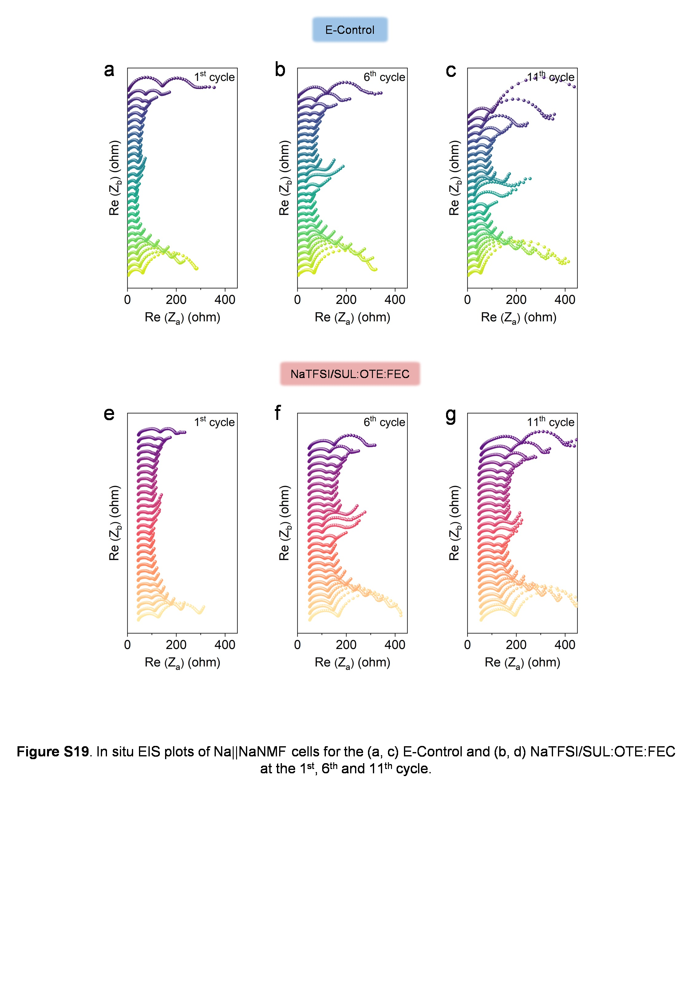 E-Control
a
1st cycle
b
6th cycle
c
11th cycle
Re (Zb) (ohm)
Re (Zb) (ohm)
Re (Zb) (ohm)
0 200 400
0 200 400
0 200 400
Re (Za) (ohm)
Re (Za) (ohm)
Re (Za) (ohm)
NaTFSI/SUL:OTE:FEC
e
1st cycle
f
6th cycle
g
11th cycle
Re (Zb) (ohm)
Re (Zb) (ohm)
Re (Zb) (ohm)
0 200 400
0 200 400
0 200 400
Re (Za) (ohm)
Re (Za) (ohm)
Re (Za) (ohm)
Figure S19. In situ EIS plots of Na||NaNMF cells for the (a, c) E-Control and (b, d) NaTFSI/SUL:OTE:FEC
at the 1st, 6th and 11th cycle.